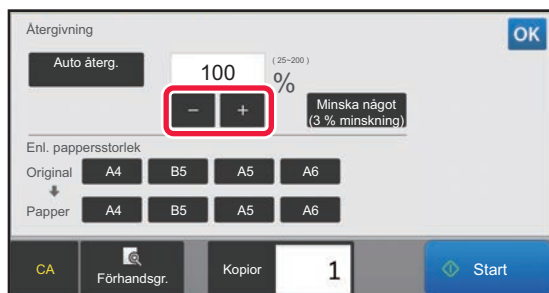 Återgivning
OK
Auto återg.
100
(25~200)
%
－
＋
Minska något
(3 % minskning)
Enl. pappersstorlek
Original A4 B5 A5 A6
Papper A4 B5 A5 A6
CA
Förhandsgr.
Kopior
1
Start